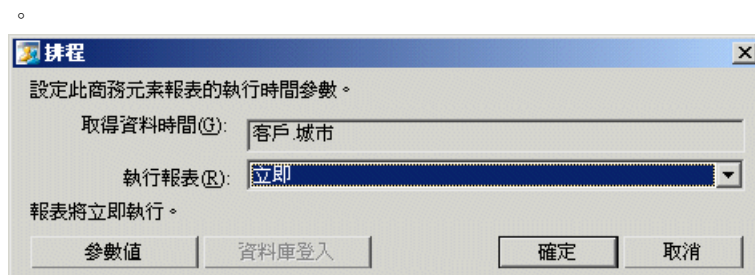 。
排程
設定此商務元素報表的執行時間參數。
取得資料時間(G): 客戶.城市
執行報表(R): 立即
報表將立即執行。
參數值 資料庫登入 確定 取消